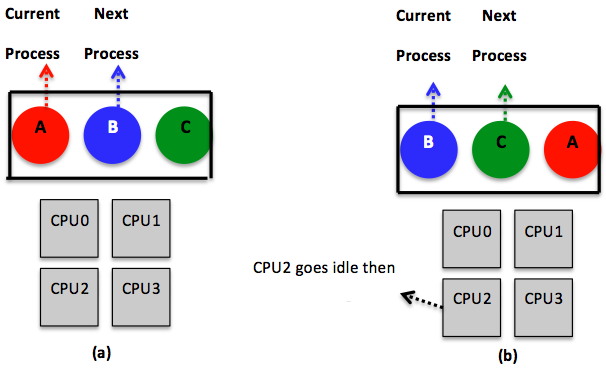 Current Next
Process Process
A B C
CPU0 CPU1
CPU2 CPU3
(a)
Current Next
Process Process
B C A
CPU0 CPU1
CPU2 goes idle then
CPU2 CPU3
(b)